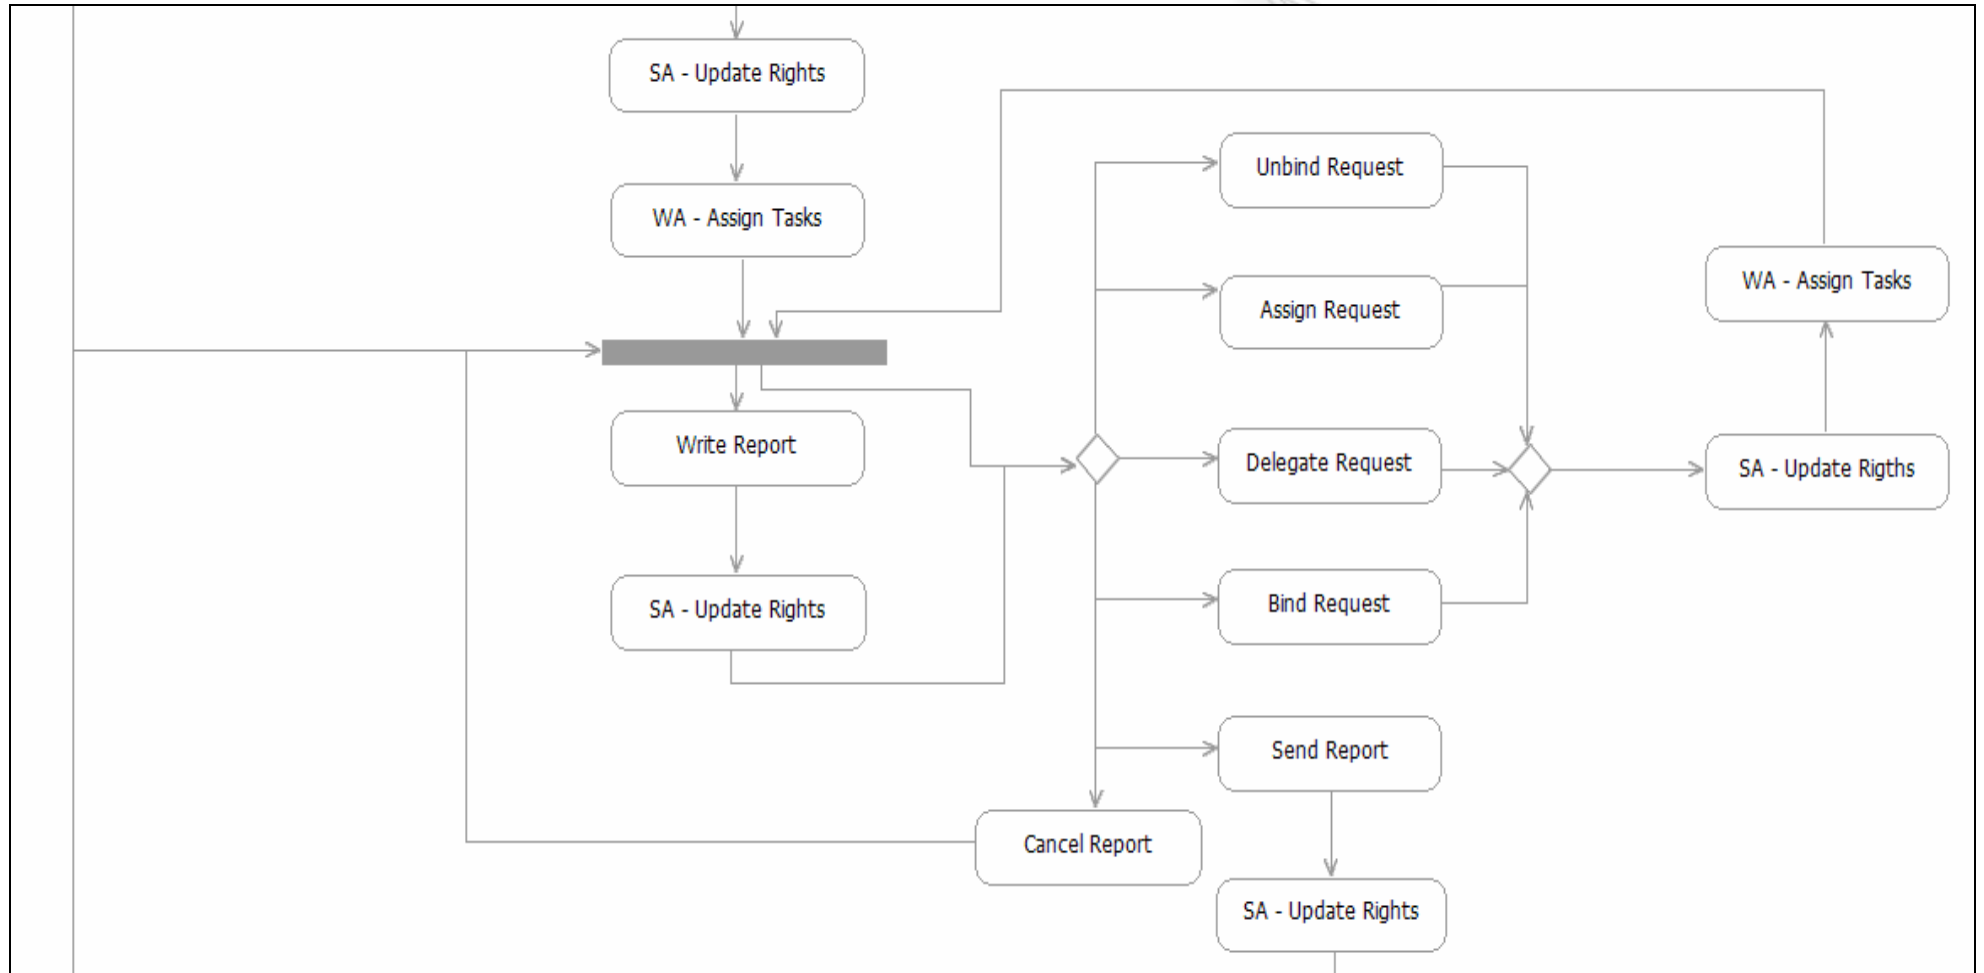 SA - Update Rights
WA - Assign Tasks
Write Report
SA - Update Rights
Unbind Request
Assign Request
Delegate Request
Bind Request
Send Report
Cancel Report
SA - Update Rights
WA - Assign Tasks
SA - Update Rigths